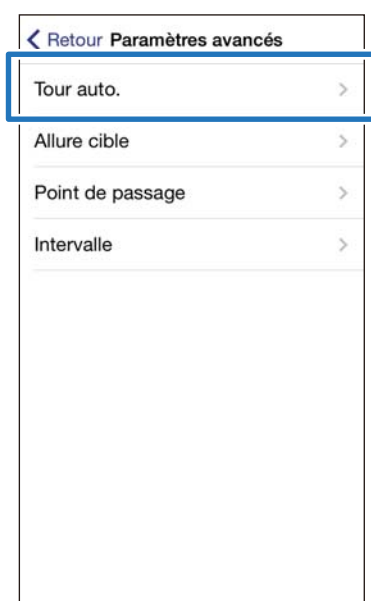 Retour Paramètres avancés
Tour auto.
Allure cible
Point de passage
Intervalle